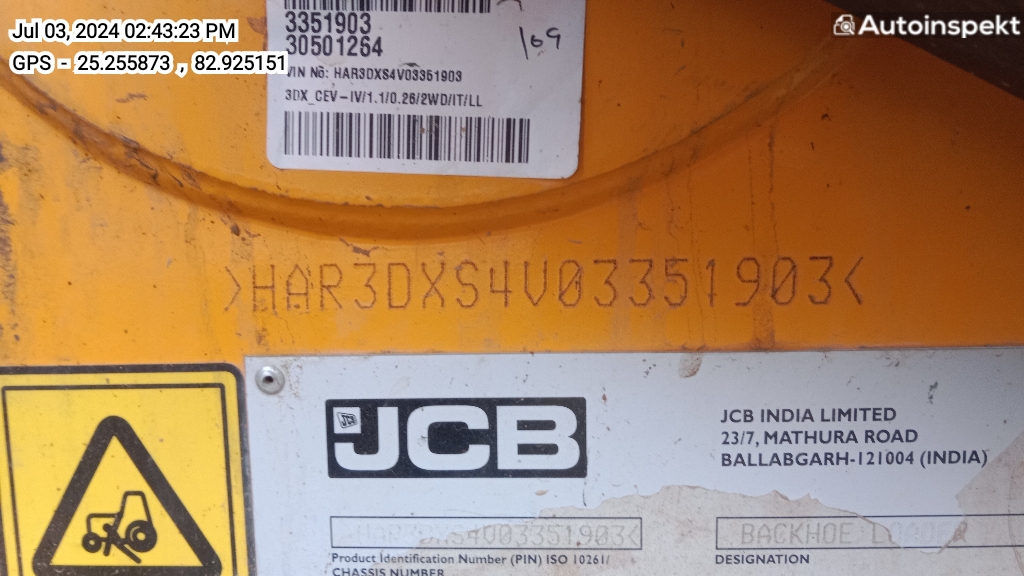 Jul 03, 2024 02:43:23 PM
GPS - 25.255873 , 82.925151
Autoinspekt
3351903
30501264
109
VIN No: HAR3DXS4V03351903
3DX_CEV-IV/1.1/0.26/2WD/IT/LL
>HAR3DXS4V03351903<
JCB
JCB INDIA LIMITED
23/7, MATHURA ROAD
BALLABGARH-121004 (INDIA)
>HAR3DXS4V03351903<
BACKHOE LOADER
Product Identification Number (PIN) ISO 10261/
CHASSIS NUMBER
DESIGNATION